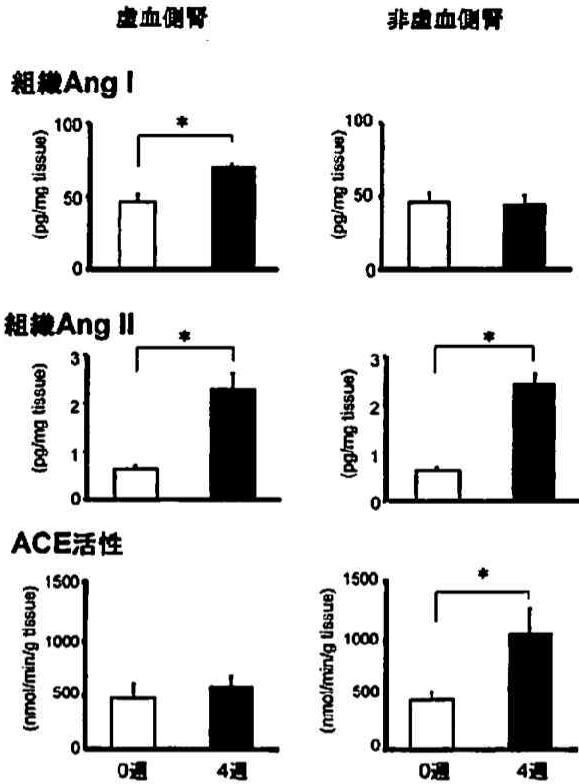 虚血側腎 非虚血側腎
組織Ang I
*
100 100
(pg/mg tissue) (pg/mg tissue)
50 50
0 0
組織Ang II
* *
3 3
(pg/mg tissue) (pg/mg tissue)
2 2
1 1
0 0
ACE活性
*
1500 1500
(nmol/min/g tissue) (nmol/min/g tissue)
1000 1000
500 500
0 0
0週 4週 0週 4週